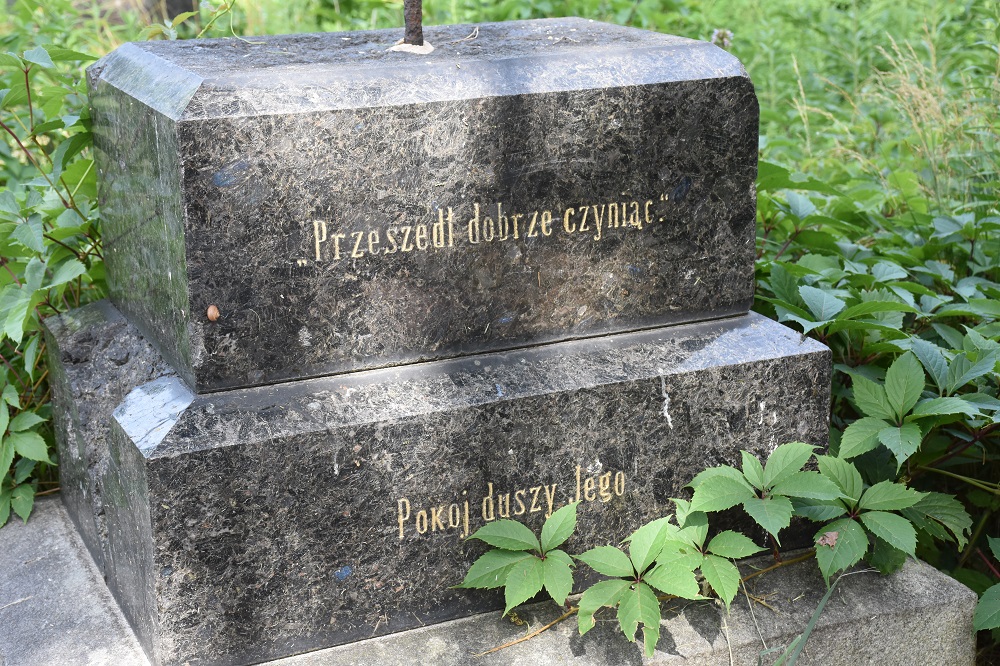 „Przeszedł dobrze czyniąc.“
Pokoj duszy Jego